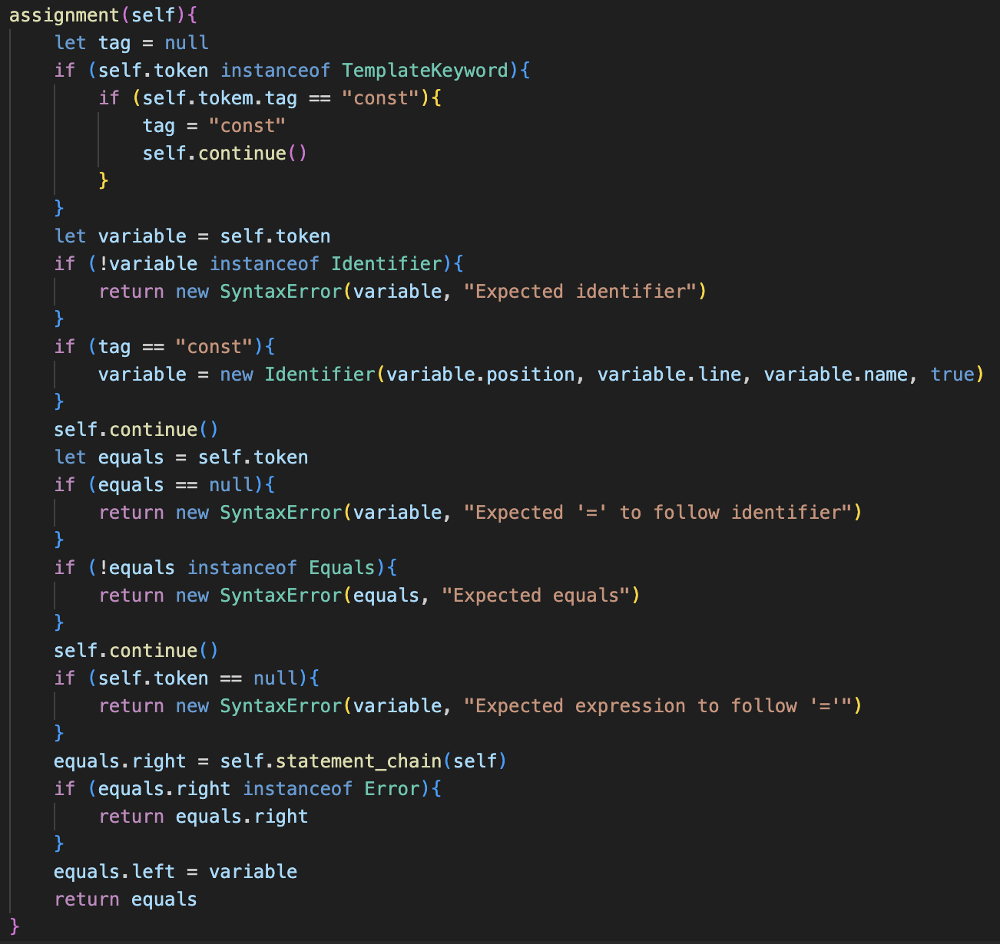 assignment(self){
    let tag = null
    if (self.token instanceof TemplateKeyword){
        if (self.tokem.tag == "const"){
            tag = "const"
            self.continue()
        }
    }
    let variable = self.token
    if (!variable instanceof Identifier){
        return new SyntaxError(variable, "Expected identifier")
    }
    if (tag == "const"){
        variable = new Identifier(variable.position, variable.line, variable.name, true)
    }
    self.continue()
    let equals = self.token
    if (equals == null){
        return new SyntaxError(variable, "Expected '=' to follow identifier")
    }
    if (!equals instanceof Equals){
        return new SyntaxError(equals, "Expected equals")
    }
    self.continue()
    if (self.token == null){
        return new SyntaxError(variable, "Expected expression to follow '='")
    }
    equals.right = self.statement_chain(self)
    if (equals.right instanceof Error){
        return equals.right
    }
    equals.left = variable
    return equals
}